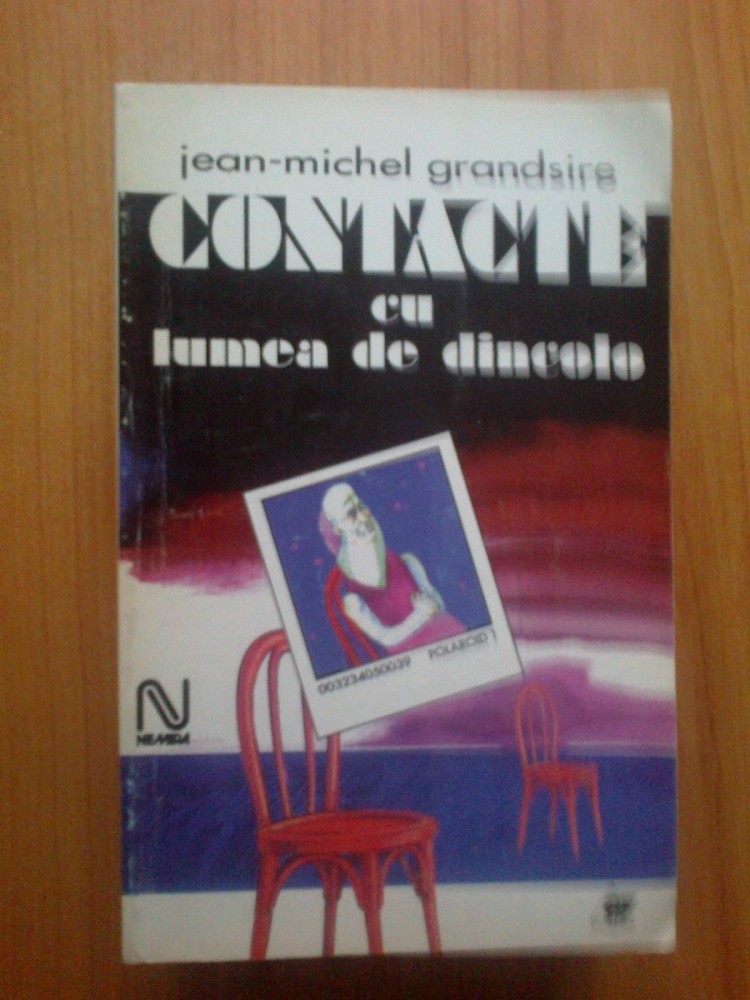 jean-michel grandsire
CONTACTE
cu
lumea de dincolo
003234050039 POLAROID
NEMIRA